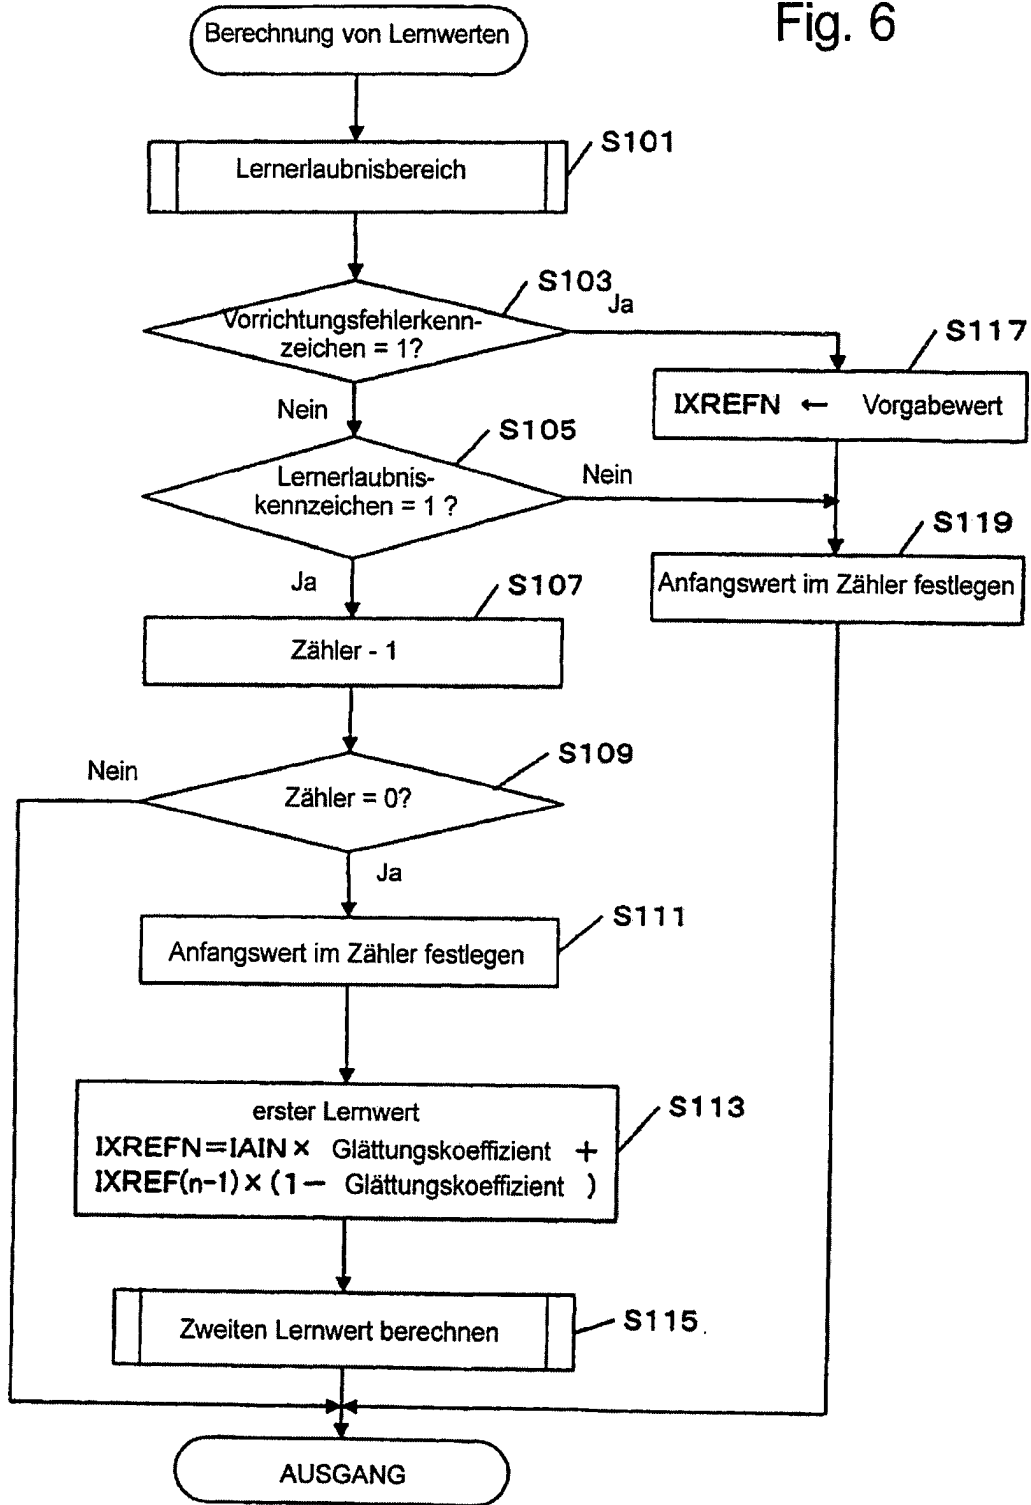 Fig. 6
Berechnung von Lernwerten
S101
Lernerlaubnisbereich
S103
Vorrichtungsfehlerkenn-
zeichen = 1?
Ja
S117
IXREFN ← Vorgabewert
Nein
S105
Lernerlaubnis-
kennzeichen = 1 ?
Nein
S119
Anfangswert im Zähler festlegen
Ja
S107
Zähler - 1
S109
Nein
Zähler = 0?
Ja
S111
Anfangswert im Zähler festlegen
S113
erster Lernwert
IXREFN=IAIN× Glättungskoeffizient +
IXREF(n-1)×(1− Glättungskoeffizient )
S115
Zweiten Lernwert berechnen
AUSGANG